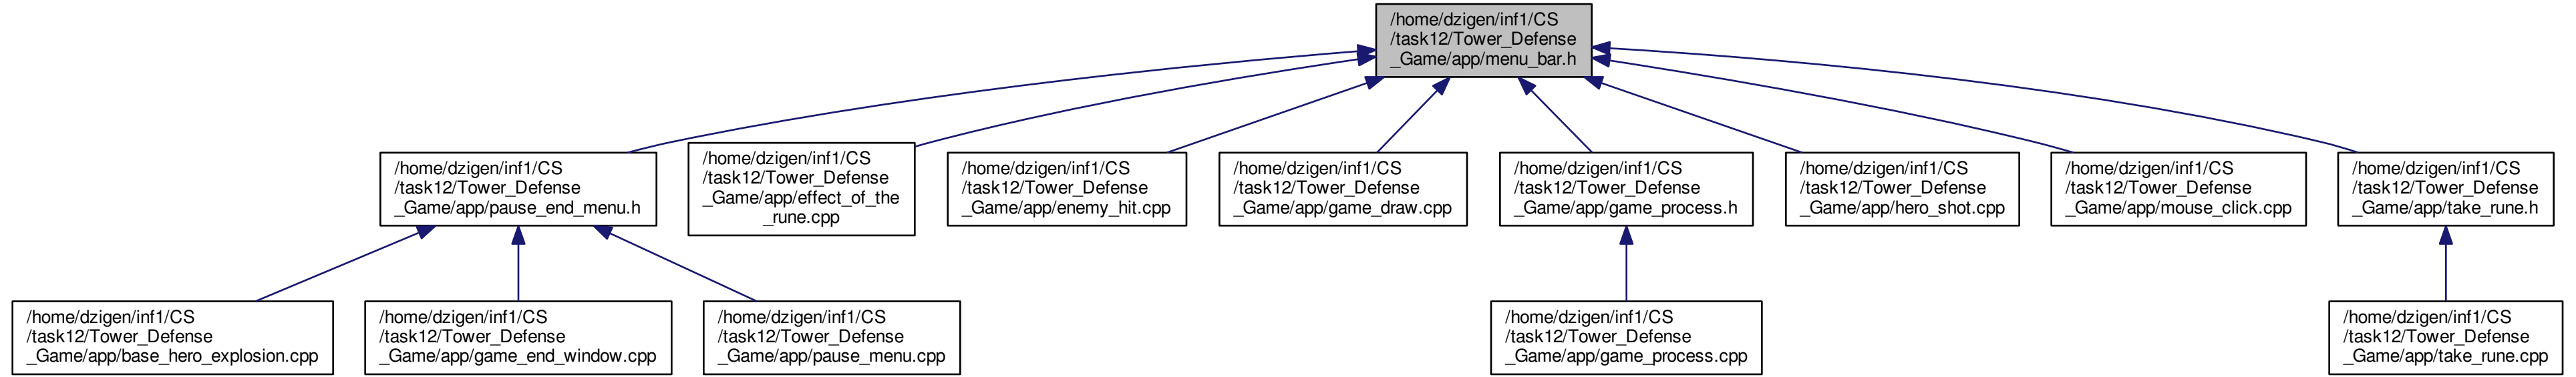 /home/dzigen/inf1/CS
/task12/Tower_Defense
_Game/app/menu_bar.h
/home/dzigen/inf1/CS
/task12/Tower_Defense
_Game/app/pause_end_menu.h
/home/dzigen/inf1/CS
/task12/Tower_Defense
_Game/app/effect_of_the
_rune.cpp
/home/dzigen/inf1/CS
/task12/Tower_Defense
_Game/app/enemy_hit.cpp
/home/dzigen/inf1/CS
/task12/Tower_Defense
_Game/app/game_draw.cpp
/home/dzigen/inf1/CS
/task12/Tower_Defense
_Game/app/game_process.h
/home/dzigen/inf1/CS
/task12/Tower_Defense
_Game/app/hero_shot.cpp
/home/dzigen/inf1/CS
/task12/Tower_Defense
_Game/app/mouse_click.cpp
/home/dzigen/inf1/CS
/task12/Tower_Defense
_Game/app/take_rune.h
/home/dzigen/inf1/CS
/task12/Tower_Defense
_Game/app/base_hero_explosion.cpp
/home/dzigen/inf1/CS
/task12/Tower_Defense
_Game/app/game_end_window.cpp
/home/dzigen/inf1/CS
/task12/Tower_Defense
_Game/app/pause_menu.cpp
/home/dzigen/inf1/CS
/task12/Tower_Defense
_Game/app/game_process.cpp
/home/dzigen/inf1/CS
/task12/Tower_Defense
_Game/app/take_rune.cpp